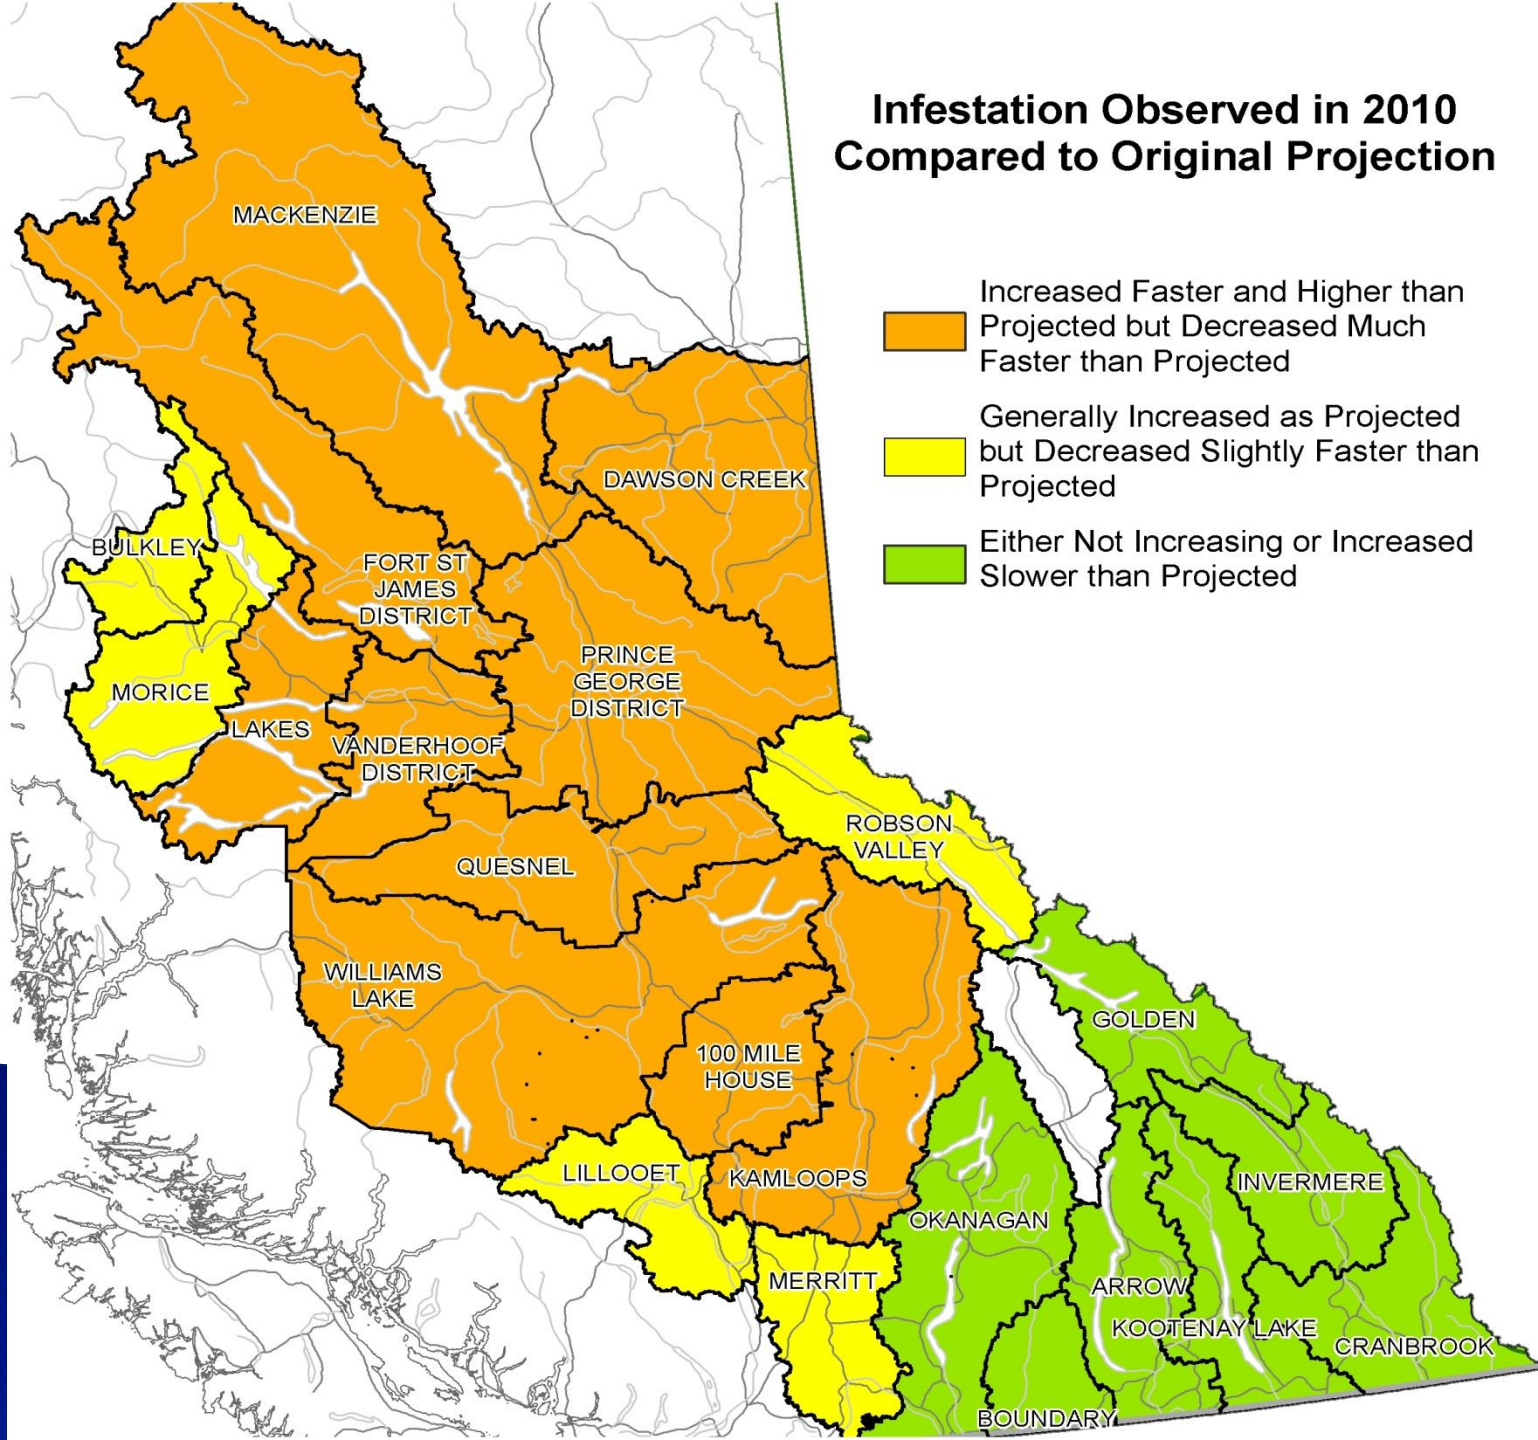 Infestation Observed in 2010
Compared to Original Projection
Increased Faster and Higher than
Projected but Decreased Much
Faster than Projected
Generally Increased as Projected
but Decreased Slightly Faster than
Projected
Either Not Increasing or Increased
Slower than Projected
MACKENZIE
DAWSON CREEK
BULKLEY
FORT ST
JAMES
DISTRICT
PRINCE
GEORGE
DISTRICT
MORICE
LAKES
VANDERHOOF
DISTRICT
ROBSON
VALLEY
QUESNEL
WILLIAMS
LAKE
GOLDEN
100 MILE
HOUSE
LILLOOET
KAMLOOPS
INVERMERE
OKANAGAN
MERRITT
ARROW
KOOTENAY LAKE
CRANBROOK
BOUNDARY